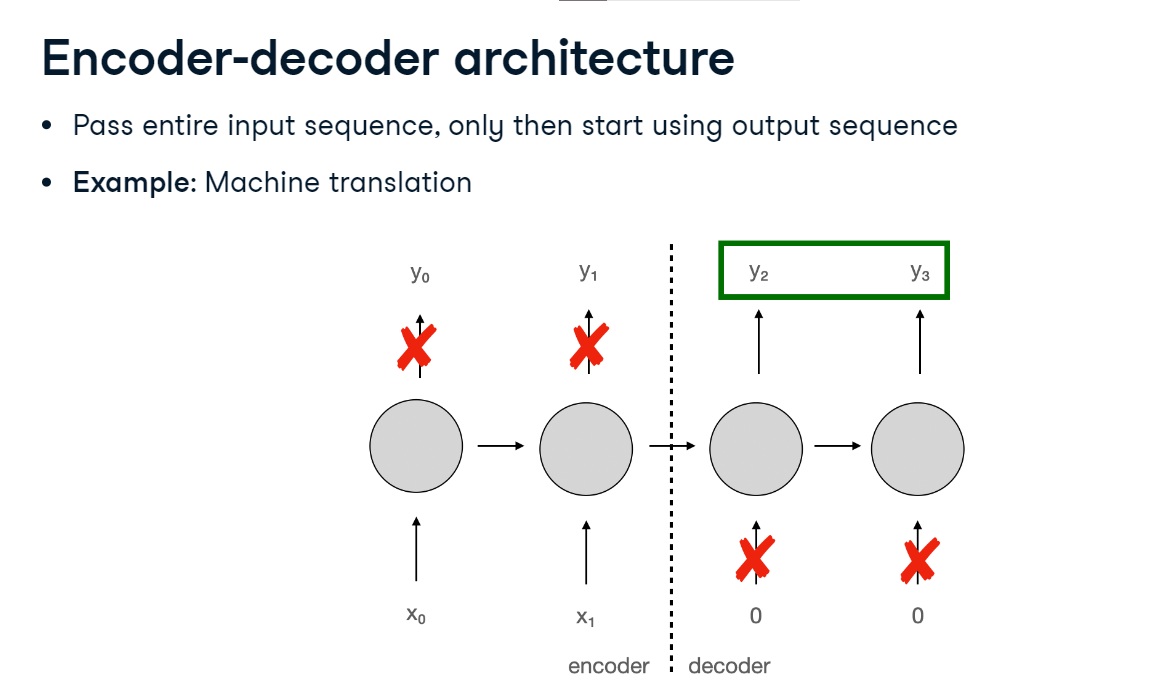 Encoder-decoder architecture
• Pass entire input sequence, only then start using output sequence
• Example: Machine translation
y₀ y₁ y₂ y₃
x₀ x₁ 0 0
encoder decoder